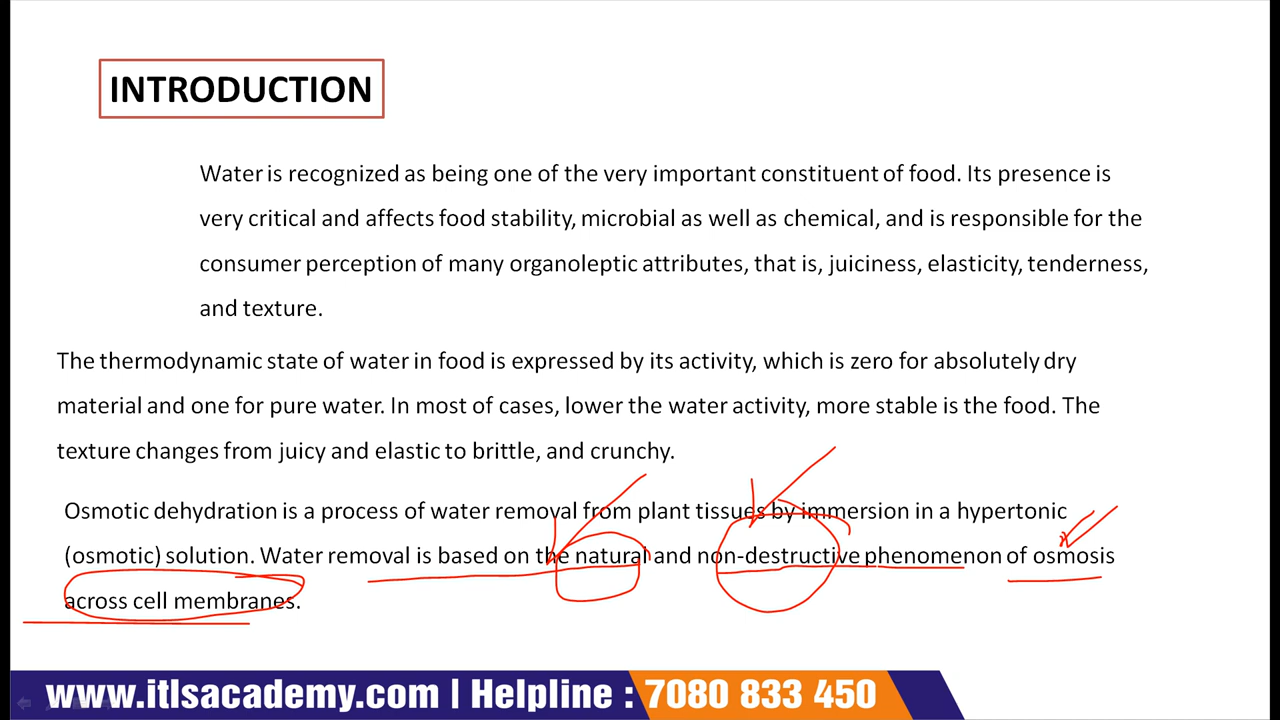 INTRODUCTION
Water is recognized as being one of the very important constituent of food. Its presence is
very critical and affects food stability, microbial as well as chemical, and is responsible for the
consumer perception of many organoleptic attributes, that is, juiciness, elasticity, tenderness,
and texture.
The thermodynamic state of water in food is expressed by its activity, which is zero for absolutely dry
material and one for pure water. In most of cases, lower the water activity, more stable is the food. The
texture changes from juicy and elastic to brittle, and crunchy.
Osmotic dehydration is a process of water removal from plant tissues by immersion in a hypertonic
(osmotic) solution. Water removal is based on the natural and non-destructive phenomenon of osmosis
across cell membranes.
www.itlsacademy.com | Helpline : 7080 833 450